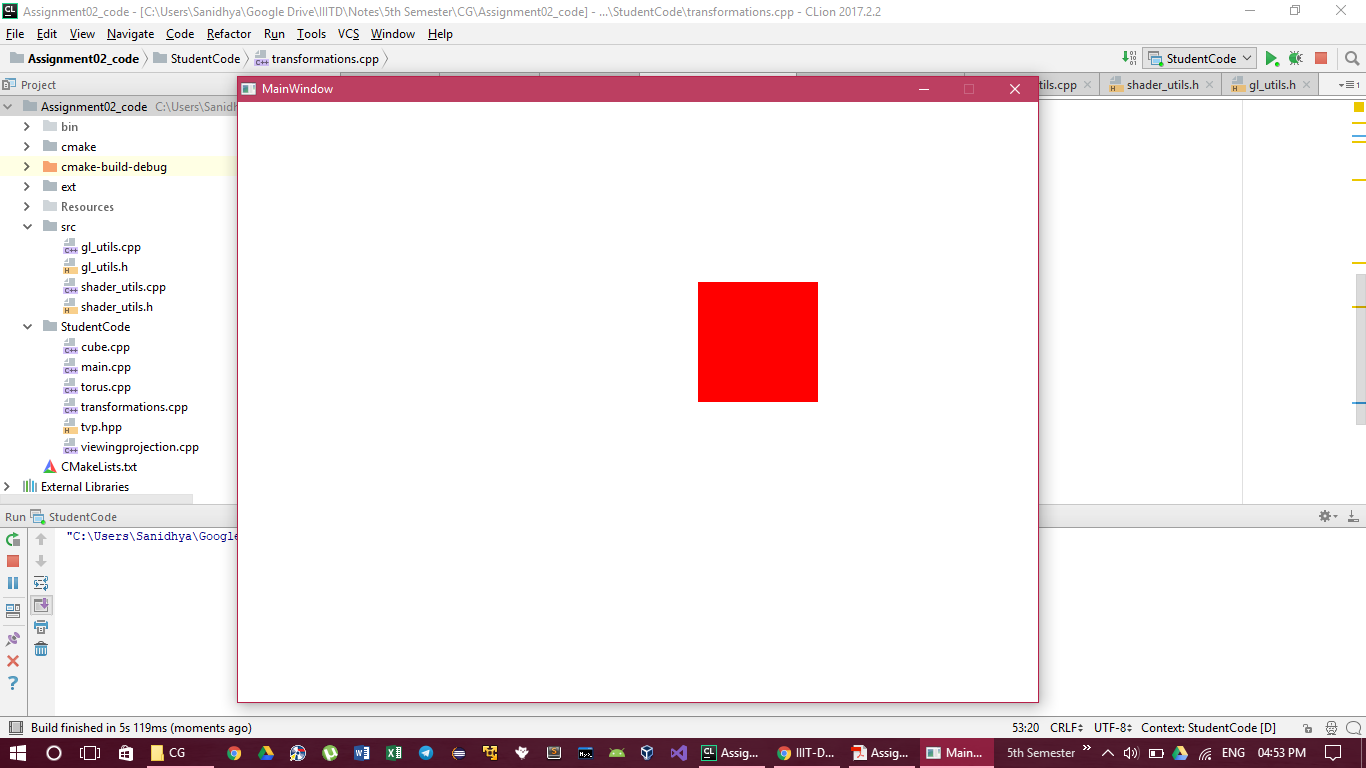 Assignment02_code - [C:\Users\Sanidhya\Google Drive\IIITD\Notes\5th Semester\CG\Assignment02_code] - ...\StudentCode\transformations.cpp - CLion 2017.2.2
File Edit View Navigate Code Refactor Run Tools VCS Window Help
Assignment02_code StudentCode transformations.cpp StudentCode
Project
MainWindow
shader_utils.h gl_utils.h
Assignment02_code C:\Users\Sanidh
bin
cmake
cmake-build-debug
ext
Resources
src
gl_utils.cpp
gl_utils.h
shader_utils.cpp
shader_utils.h
StudentCode
cube.cpp
main.cpp
torus.cpp
transformations.cpp
tvp.hpp
viewingprojection.cpp
CMakeLists.txt
External Libraries
Run StudentCode
"C:\Users\Sanidhya\Google
Build finished in 5s 119ms (moments ago) 53:20 CRLF UTF-8 Context: StudentCode [D]
CG Assig... IIIT-D... Assig... Main... 5th Semester ENG 04:53 PM